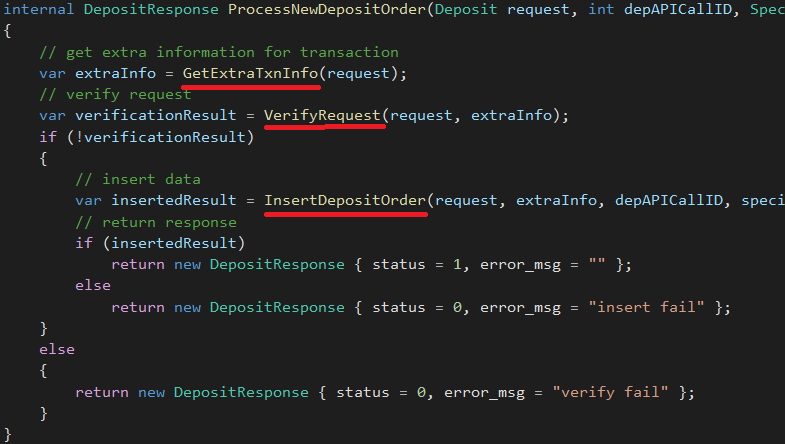 internal DepositResponse ProcessNewDepositOrder(Deposit request, int depAPICallID, Spec
{
// get extra information for transaction
var extraInfo = GetExtraTxnInfo(request);
// verify request
var verificationResult = VerifyRequest(request, extraInfo);
if (!verificationResult)
{
// insert data
var insertedResult = InsertDepositOrder(request, extraInfo, depAPICallID, speci
// return response
if (insertedResult)
return new DepositResponse { status = 1, error_msg = "" };
else
return new DepositResponse { status = 0, error_msg = "insert fail" };
}
else
{
return new DepositResponse { status = 0, error_msg = "verify fail" };
}
}